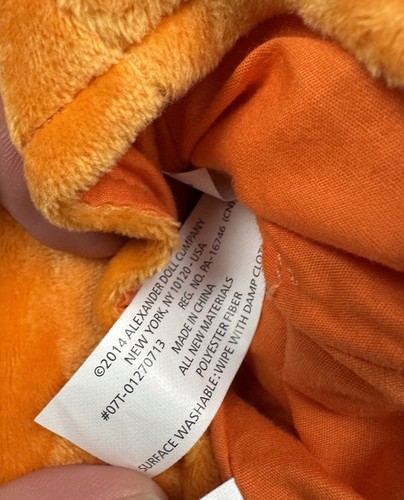 ©2014 ALEXANDER DOLL COMPANY
NEW YORK, NY 10120 - USA
REG. NO. PA-16746 (CN)
MADE IN CHINA
ALL NEW MATERIALS
POLYESTER FIBER
SURFACE WASHABLE: WIPE WITH DAMP CLOTH
#07T-01270713